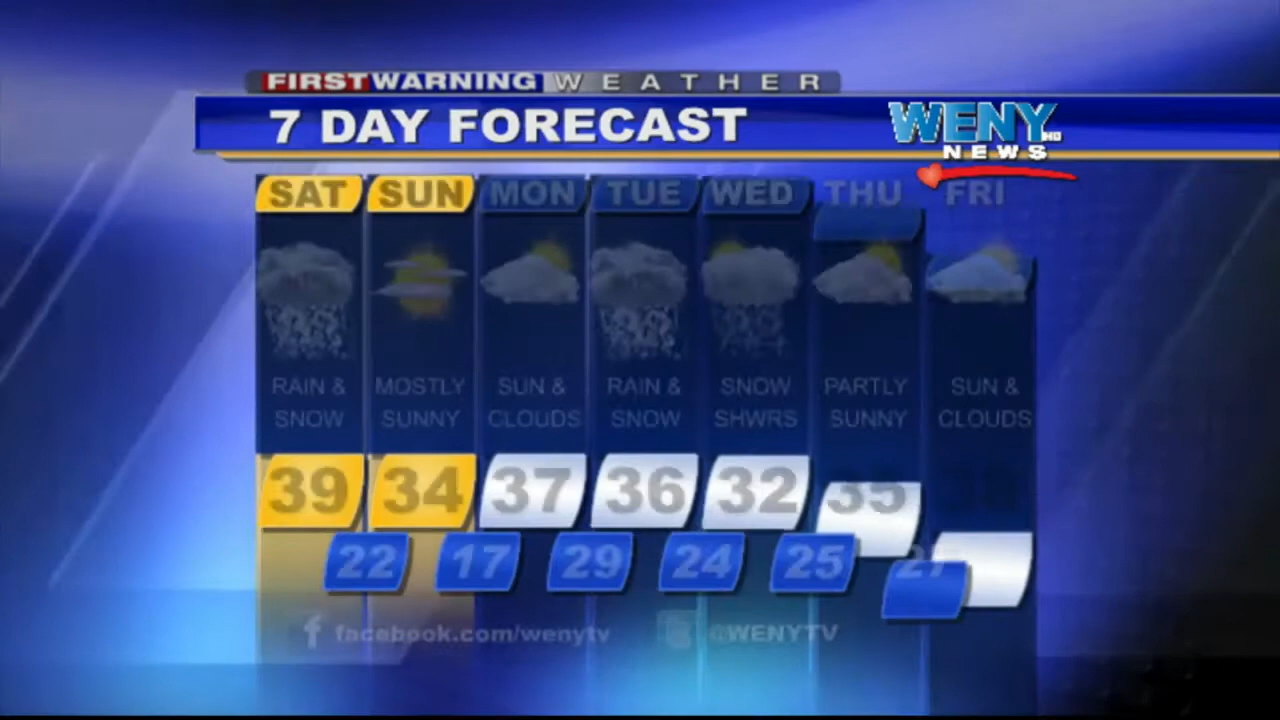 FIRST WARNING WEATHER
7 DAY FORECAST
WENY HD
NEWS
SAT SUN MON TUE WED THU FRI
RAIN & MOSTLY SUN & RAIN & SNOW PARTLY SUN &
SNOW SUNNY CLOUDS SNOW SHWRS SUNNY CLOUDS
39 34 37 36 32 35
22 17 29 24 25 27
facebook.com/wenytv @WENYTV